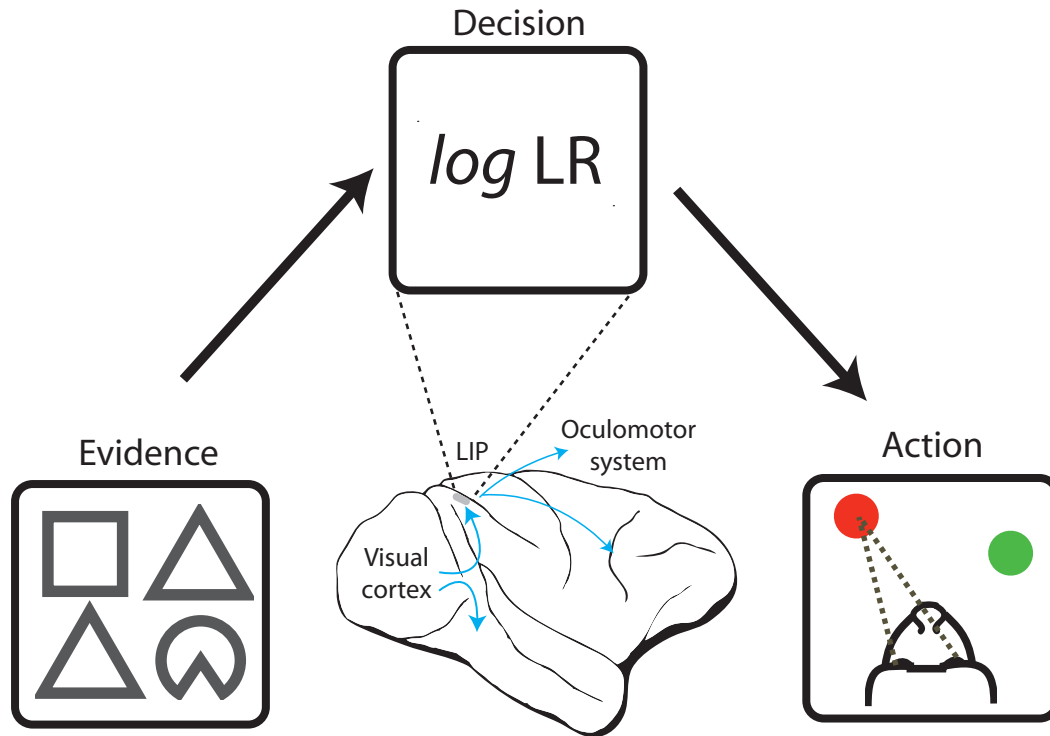 Decision
log LR
Evidence
LIP
Oculomotor
system
Visual
cortex
Action